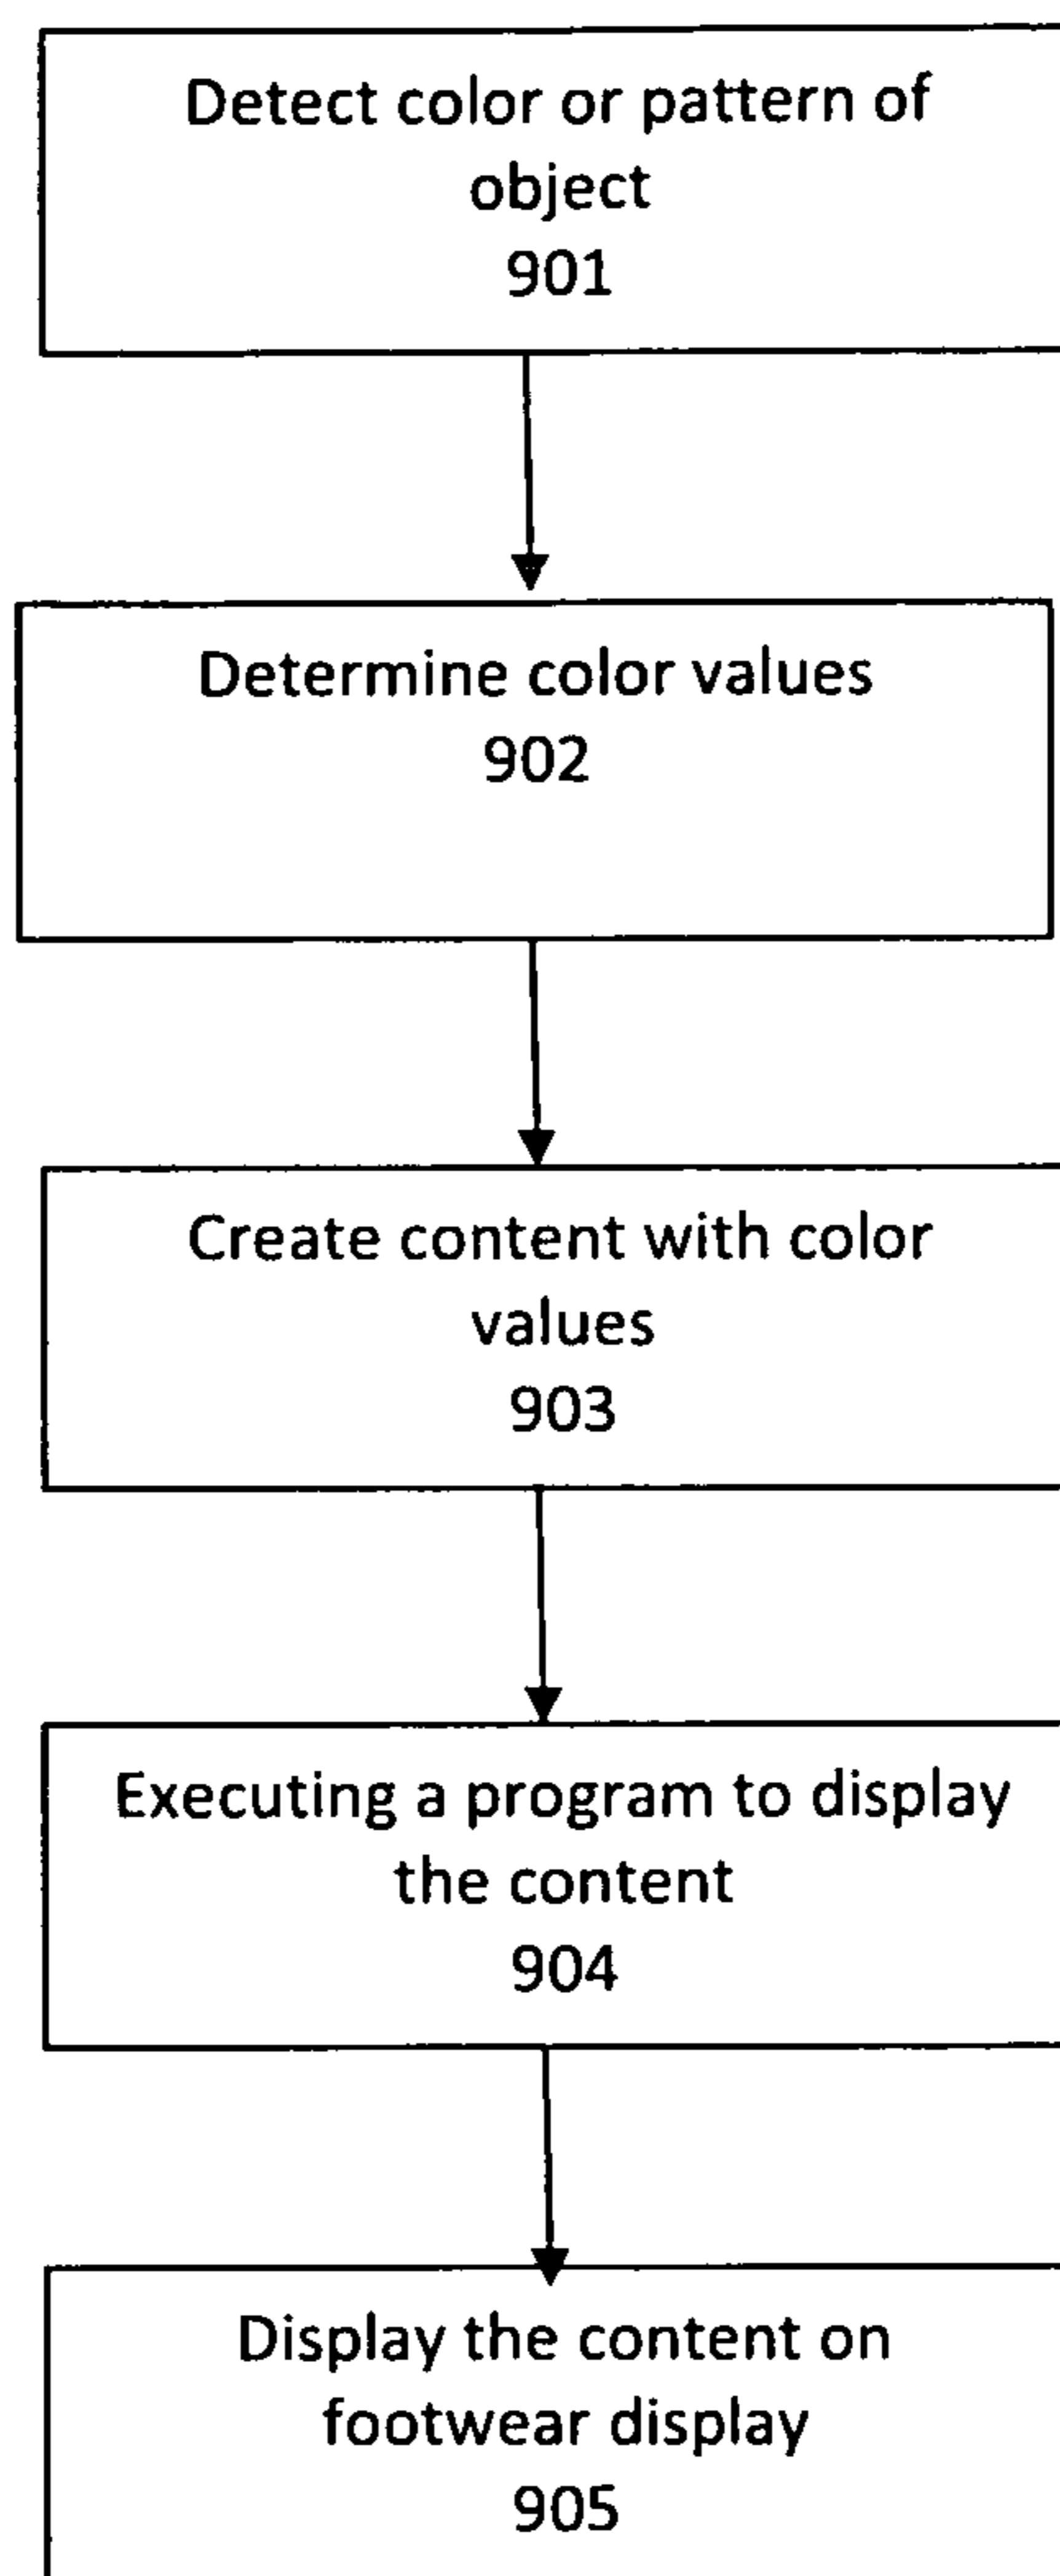 Detect color or pattern of
object
901
Determine color values
902
Create content with color
values
903
Executing a program to display
the content
904
Display the content on
footwear display
905